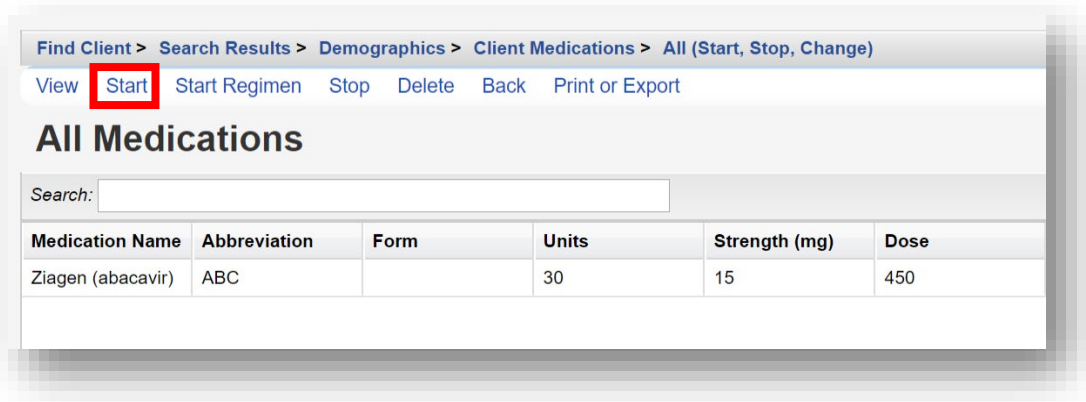 Find Client > Search Results > Demographics > Client Medications > All (Start, Stop, Change)
View Start Start Regimen Stop Delete Back Print or Export
All Medications
Search:
Medication Name Abbreviation Form Units Strength (mg) Dose
Ziagen (abacavir) ABC 30 15 450